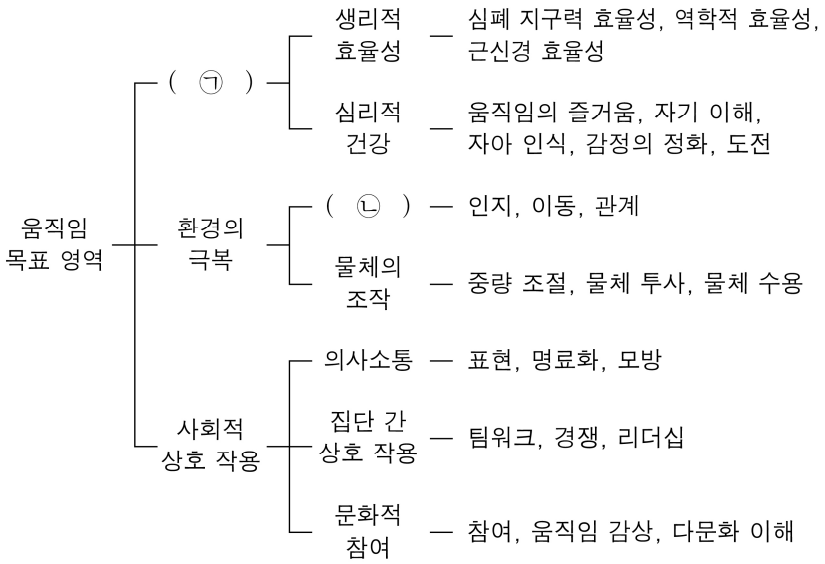 생리적
효율성
심폐 지구력 효율성, 역학적 효율성,
근신경 효율성
( ㉠ )
심리적
건강
움직임의 즐거움, 자기 이해,
자아 인식, 감정의 정화, 도전
움직임
목표 영역
환경의
극복
( ㉡ )
인지, 이동, 관계
물체의
조작
중량 조절, 물체 투사, 물체 수용
사회적
상호 작용
의사소통
표현, 명료화, 모방
집단 간
상호 작용
팀워크, 경쟁, 리더십
문화적
참여
참여, 움직임 감상, 다문화 이해